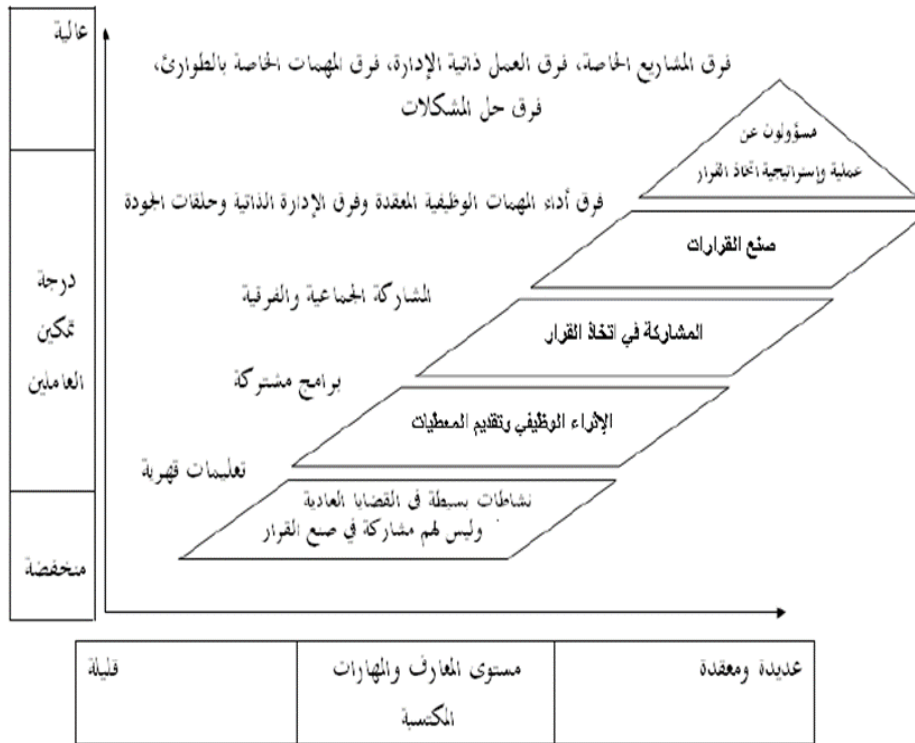 عالية
فرق المشاريع الخاصة، فرق العمل ذاتية الإدارة، فرق المهمات الخاصة بالطوارئ،
فرق حل المشكلات
مسؤولون عن
عملية وإستراتيجية اتخاذ القرار
فرق أداء المهمات الوظيفية المعقدة وفرق الإدارة الذاتية وحلقات الجودة
صنع القرارات
درجة
تمكين
العاملين
المشاركة الجماعية والفرقية
المشاركة في اتخاذ القرار
برامج مشتركة
الإثراء الوظيفي وتقديم المعطيات
تعليمات قهرية
نشاطات بسيطة في القضايا العادية
وليس لهم مشاركة في صنع القرار
منخفضة
عديدة ومعقدة
مستوى المعارف والمهارات
المكتسبة
قليلة